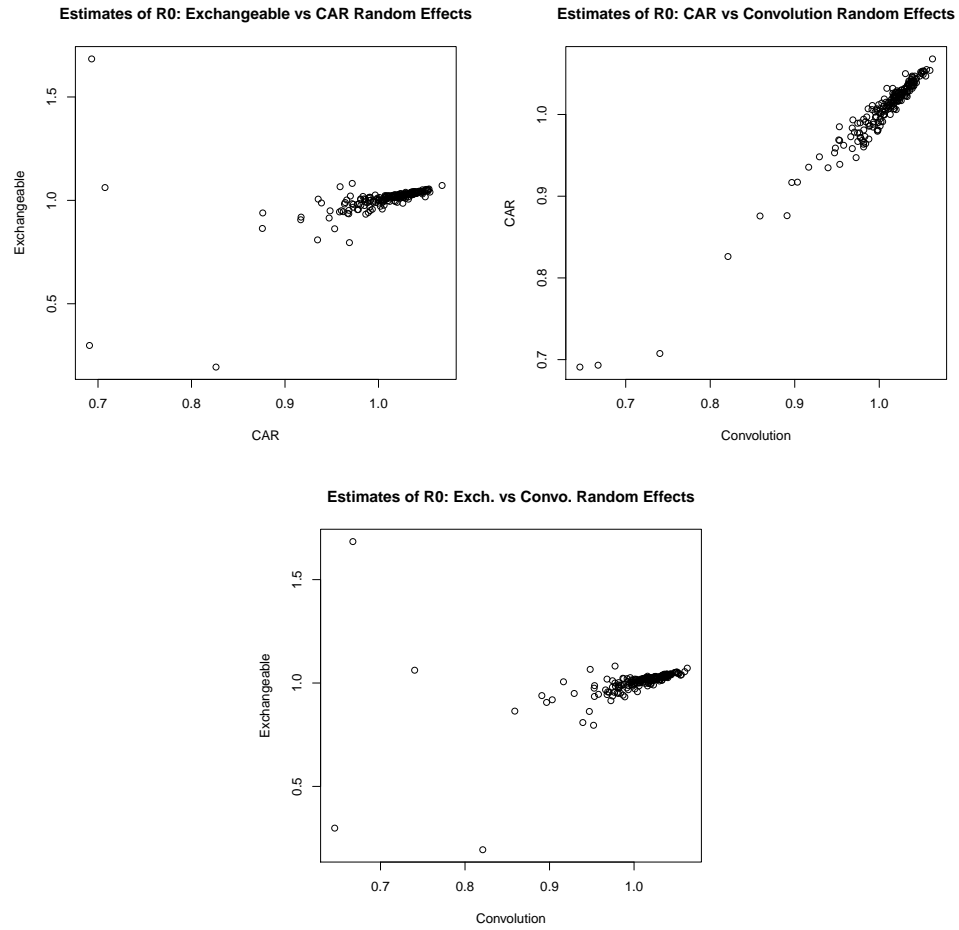 Estimates of R0: Exchangeable vs CAR Random Effects
Exchangeable
1.5
1.0
0.5
0.7 0.8 0.9 1.0
CAR
Estimates of R0: CAR vs Convolution Random Effects
CAR
1.0
0.9
0.8
0.7
0.7 0.8 0.9 1.0
Convolution
Estimates of R0: Exch. vs Convo. Random Effects
Exchangeable
1.5
1.0
0.5
0.7 0.8 0.9 1.0
Convolution